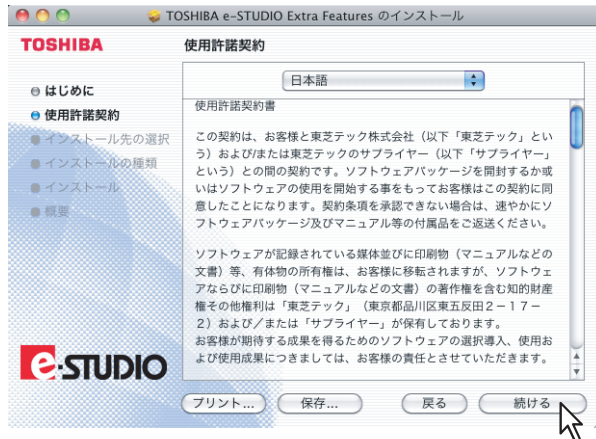 TOSHIBA e-STUDIO Extra Features のインストール
TOSHIBA
使用許諾契約
はじめに
使用許諾契約
インストール先の選択
インストールの種類
インストール
概要
日本語
使用許諾契約書
この契約は、お客様と東芝テック株式会社（以下「東芝テック」とい
う）および/または東芝テックのサプライヤー（以下「サプライヤー」
という）との間の契約です。ソフトウェアパッケージを開封するか或
いはソフトウェアの使用を開始する事をもってお客様はこの契約に同
意したことになります。契約条項を承認できない場合は、速やかにソ
フトウェアパッケージ及びマニュアル等の付属品をご返送ください。
ソフトウェアが記録されている媒体並びに印刷物（マニュアルなどの
文書）等、有体物の所有権は、お客様に移転されますが、ソフトウェ
アならびに印刷物（マニュアルなどの文書）の著作権を含む知的財産
権その他権利は「東芝テック」（東京都品川区東五反田２－１７－
２）および／または「サプライヤー」が保有しております。
お客様が期待する成果を得るためのソフトウェアの選択導入、使用お
よび使用成果につきましては、お客様の責任とさせていただきます。
e-STUDIO
プリント...
保存...
戻る
続ける